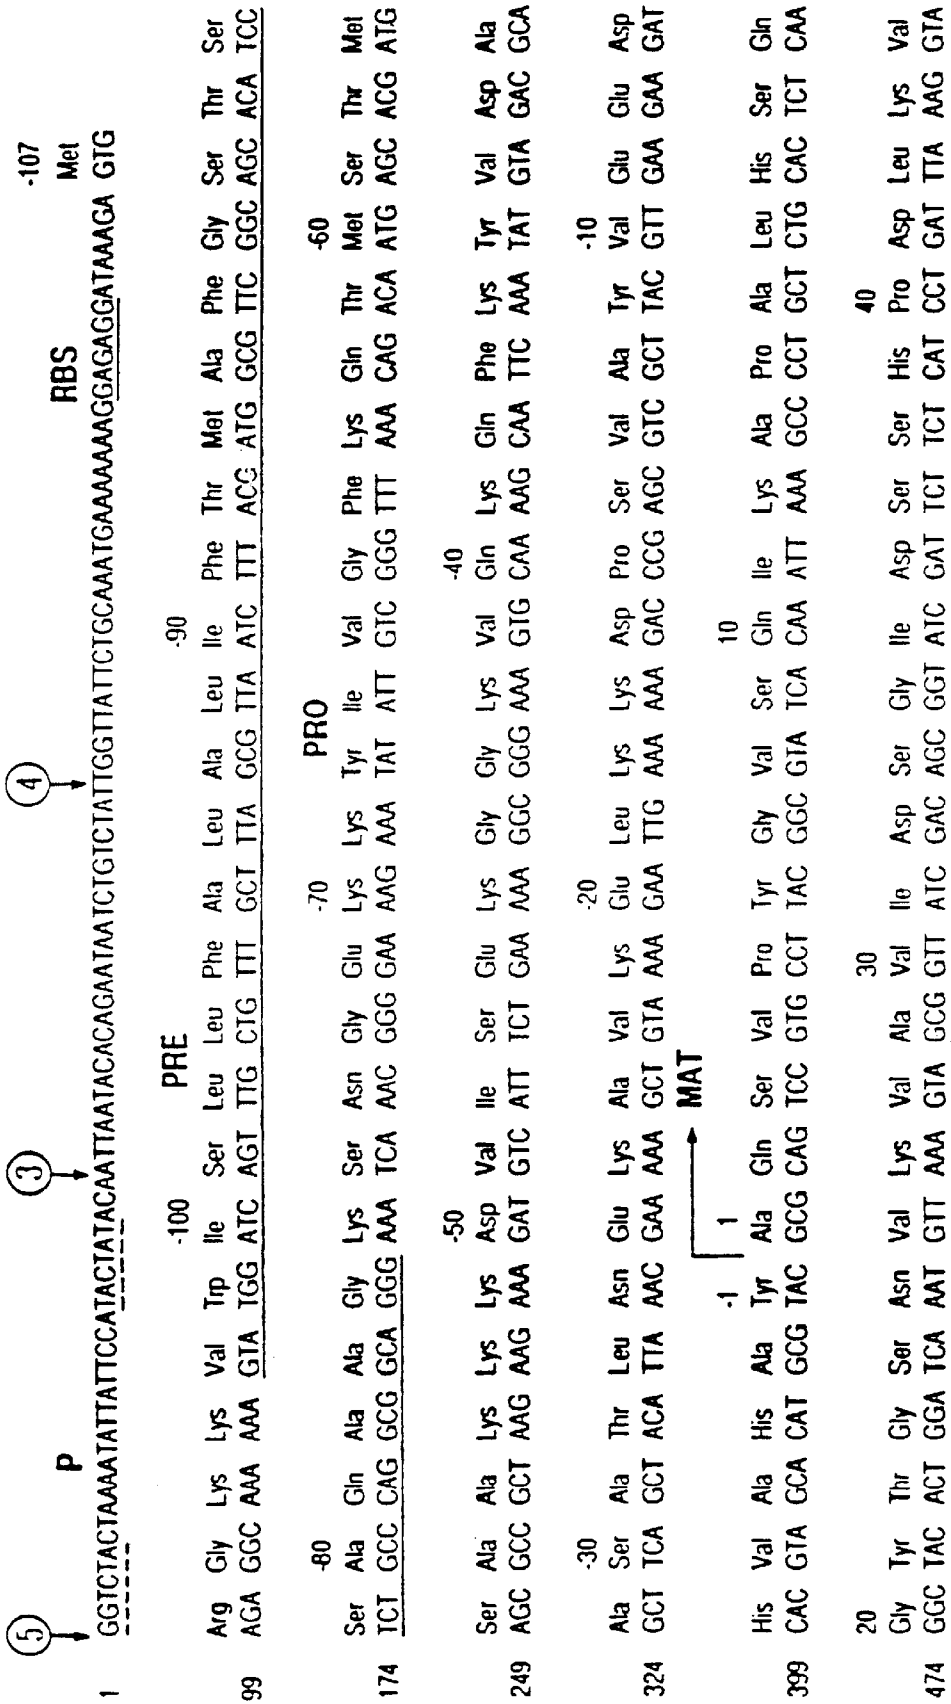 5 3 4
P RBS -107
Met
1 GGTCTACTAAAATATTATTCCATACTATACAATTAATACACAGAATAATCTGTCTATTGGTTATTCTGCAAATGAAAAAAAGGAGAGGATAAAGA GTG
-100 PRE -90
Arg Gly Lys Lys Val Trp Ile Ser Leu Leu Phe Ala Leu Ala Leu Ile Phe Thr Met Ala Phe Gly Ser Thr Ser
99 AGA GGC AAA AAA GTA TGG ATC AGT TTG CTG TTT GCT TTA GCG TTA ATC TTT ACG ATG GCG TTC GGC AGC ACA TCC
-80 -70 PRO -60
Ser Ala Gln Ala Ala Gly Lys Ser Asn Gly Glu Lys Lys Tyr Ile Val Gly Phe Lys Gln Thr Met Ser Thr Met
174 TCT GCC CAG GCG GCA GGG AAA TCA AAC GGG GAA AAG AAA TAT ATT GTC GGG TTT AAA CAG ACA ATG AGC ACG ATG
-50 -40
Ser Ala Ala Lys Lys Lys Asp Val Ile Ser Glu Lys Gly Gly Lys Val Gln Lys Gln Phe Lys Tyr Val Asp Ala
249 AGC GCC GCT AAG AAG AAA GAT GTC ATT TCT GAA AAA GGC GGG AAA GTG CAA AAG CAA TTC AAA TAT GTA GAC GCA
-30 -20 -10
Ala Ser Ala Thr Leu Asn Glu Lys Ala Val Lys Glu Leu Lys Lys Asp Pro Ser Val Ala Tyr Val Glu Glu Asp
324 GCT TCA GCT ACA TTA AAC GAA AAA GCT GTA AAA GAA TTG AAA AAA GAC CCG AGC GTC GCT TAC GTT GAA GAA GAT
MAT
-1 1 10
His Val Ala His Ala Tyr Ala Gln Ser Val Pro Tyr Gly Val Ser Gln Ile Lys Ala Pro Ala Leu His Ser Gln
399 CAC GTA GCA CAT GCG TAC GCG CAG TCC GTG CCT TAC GGC GTA TCA CAA ATT AAA GCC CCT GCT CTG CAC TCT CAA
20 30 40
Gly Tyr Thr Gly Ser Asn Val Lys Val Ala Val Ile Asp Ser Gly Ile Asp Ser Ser His Pro Asp Leu Lys Val
474 GGC TAC ACT GGA TCA AAT GTT AAA GTA GCG GTT ATC GAC AGC GGT ATC GAT TCT TCT CAT CCT GAT TTA AAG GTA